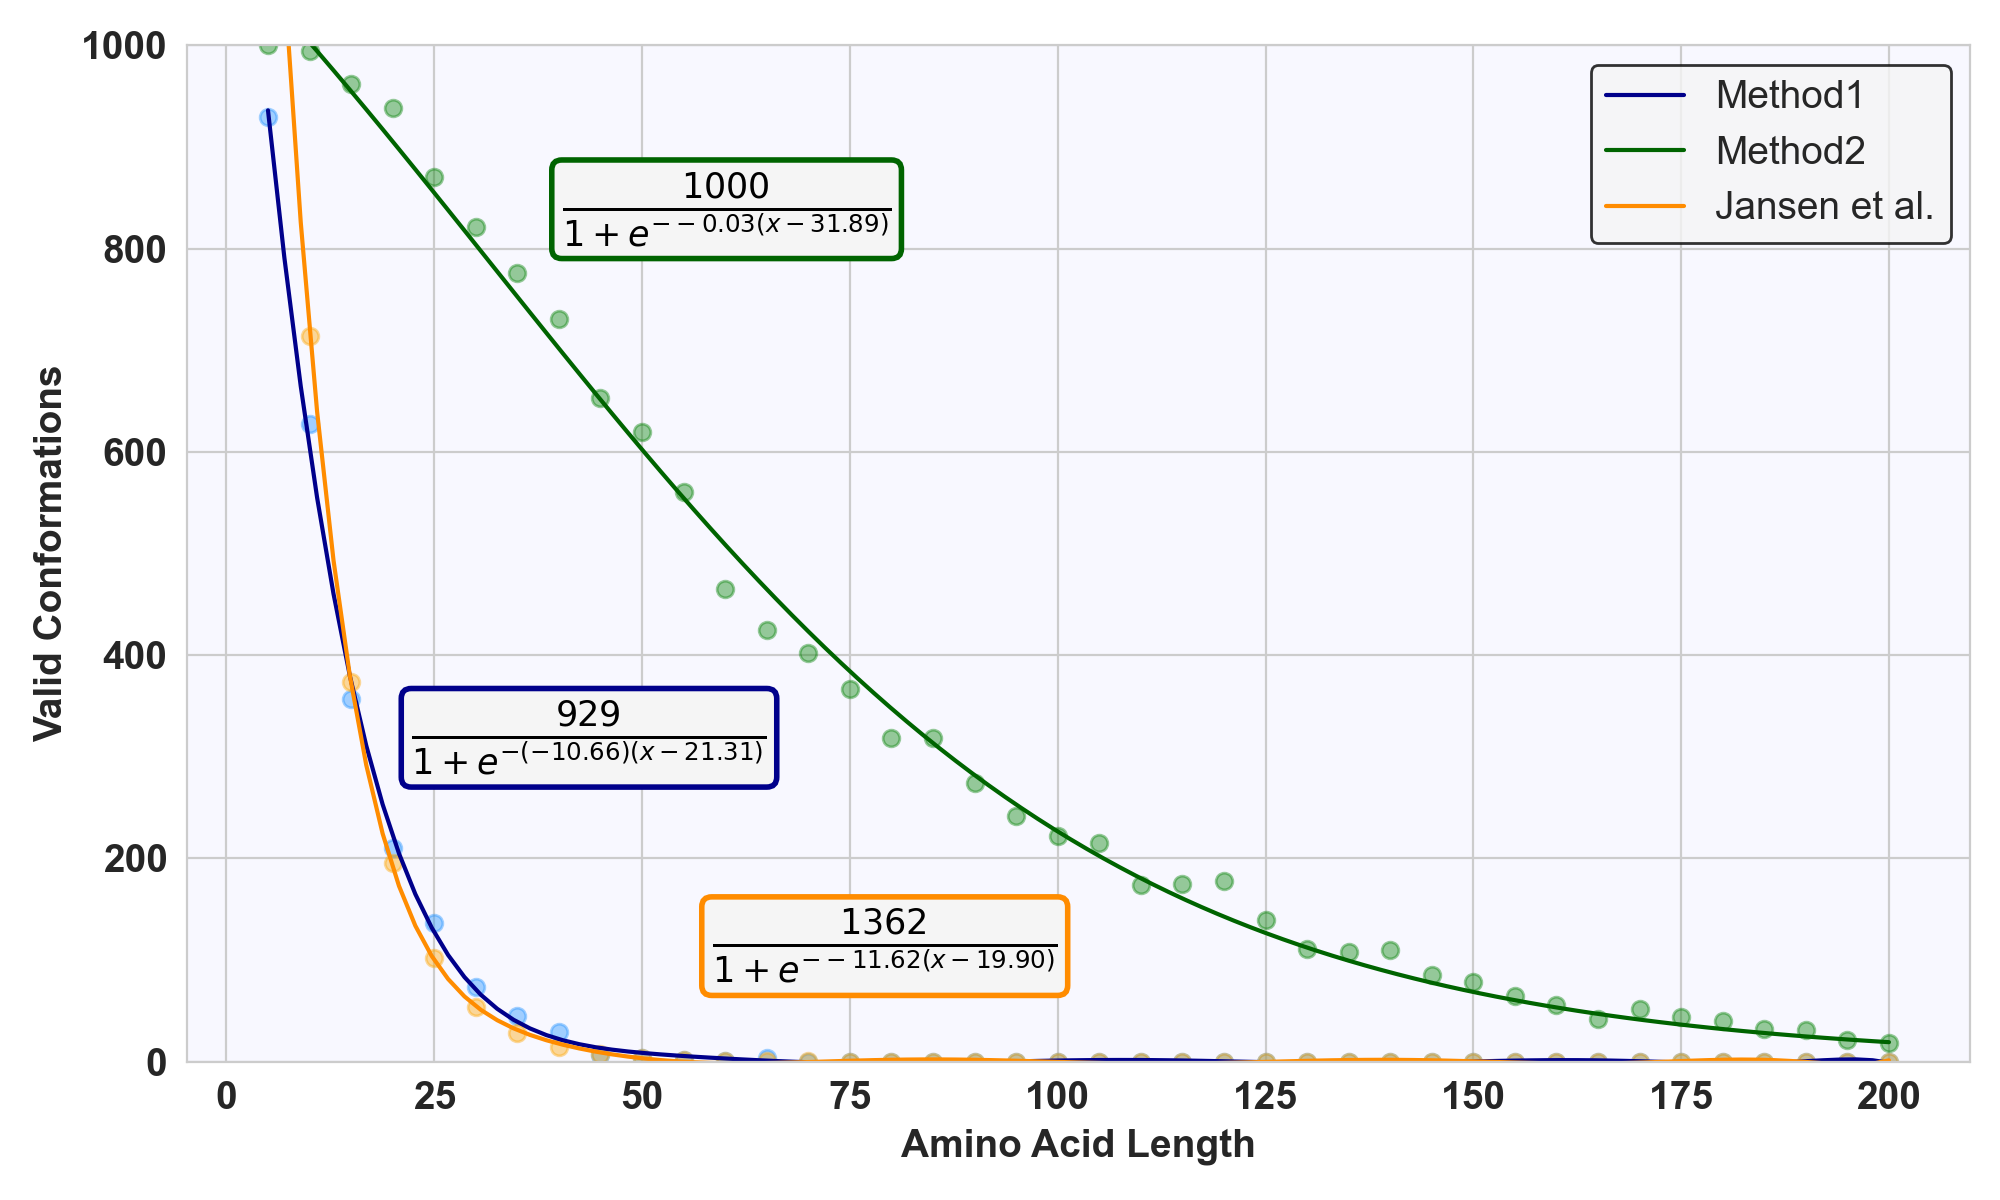 1000
800
600
400
200
0
Valid Conformations
Method1
Method2
Jansen et al.
1000
1 + e^{--0.03(x-31.89)}
929
1 + e^{-(-10.66)(x-21.31)}
1362
1 + e^{--11.62(x-19.90)}
0 25 50 75 100 125 150 175 200
Amino Acid Length